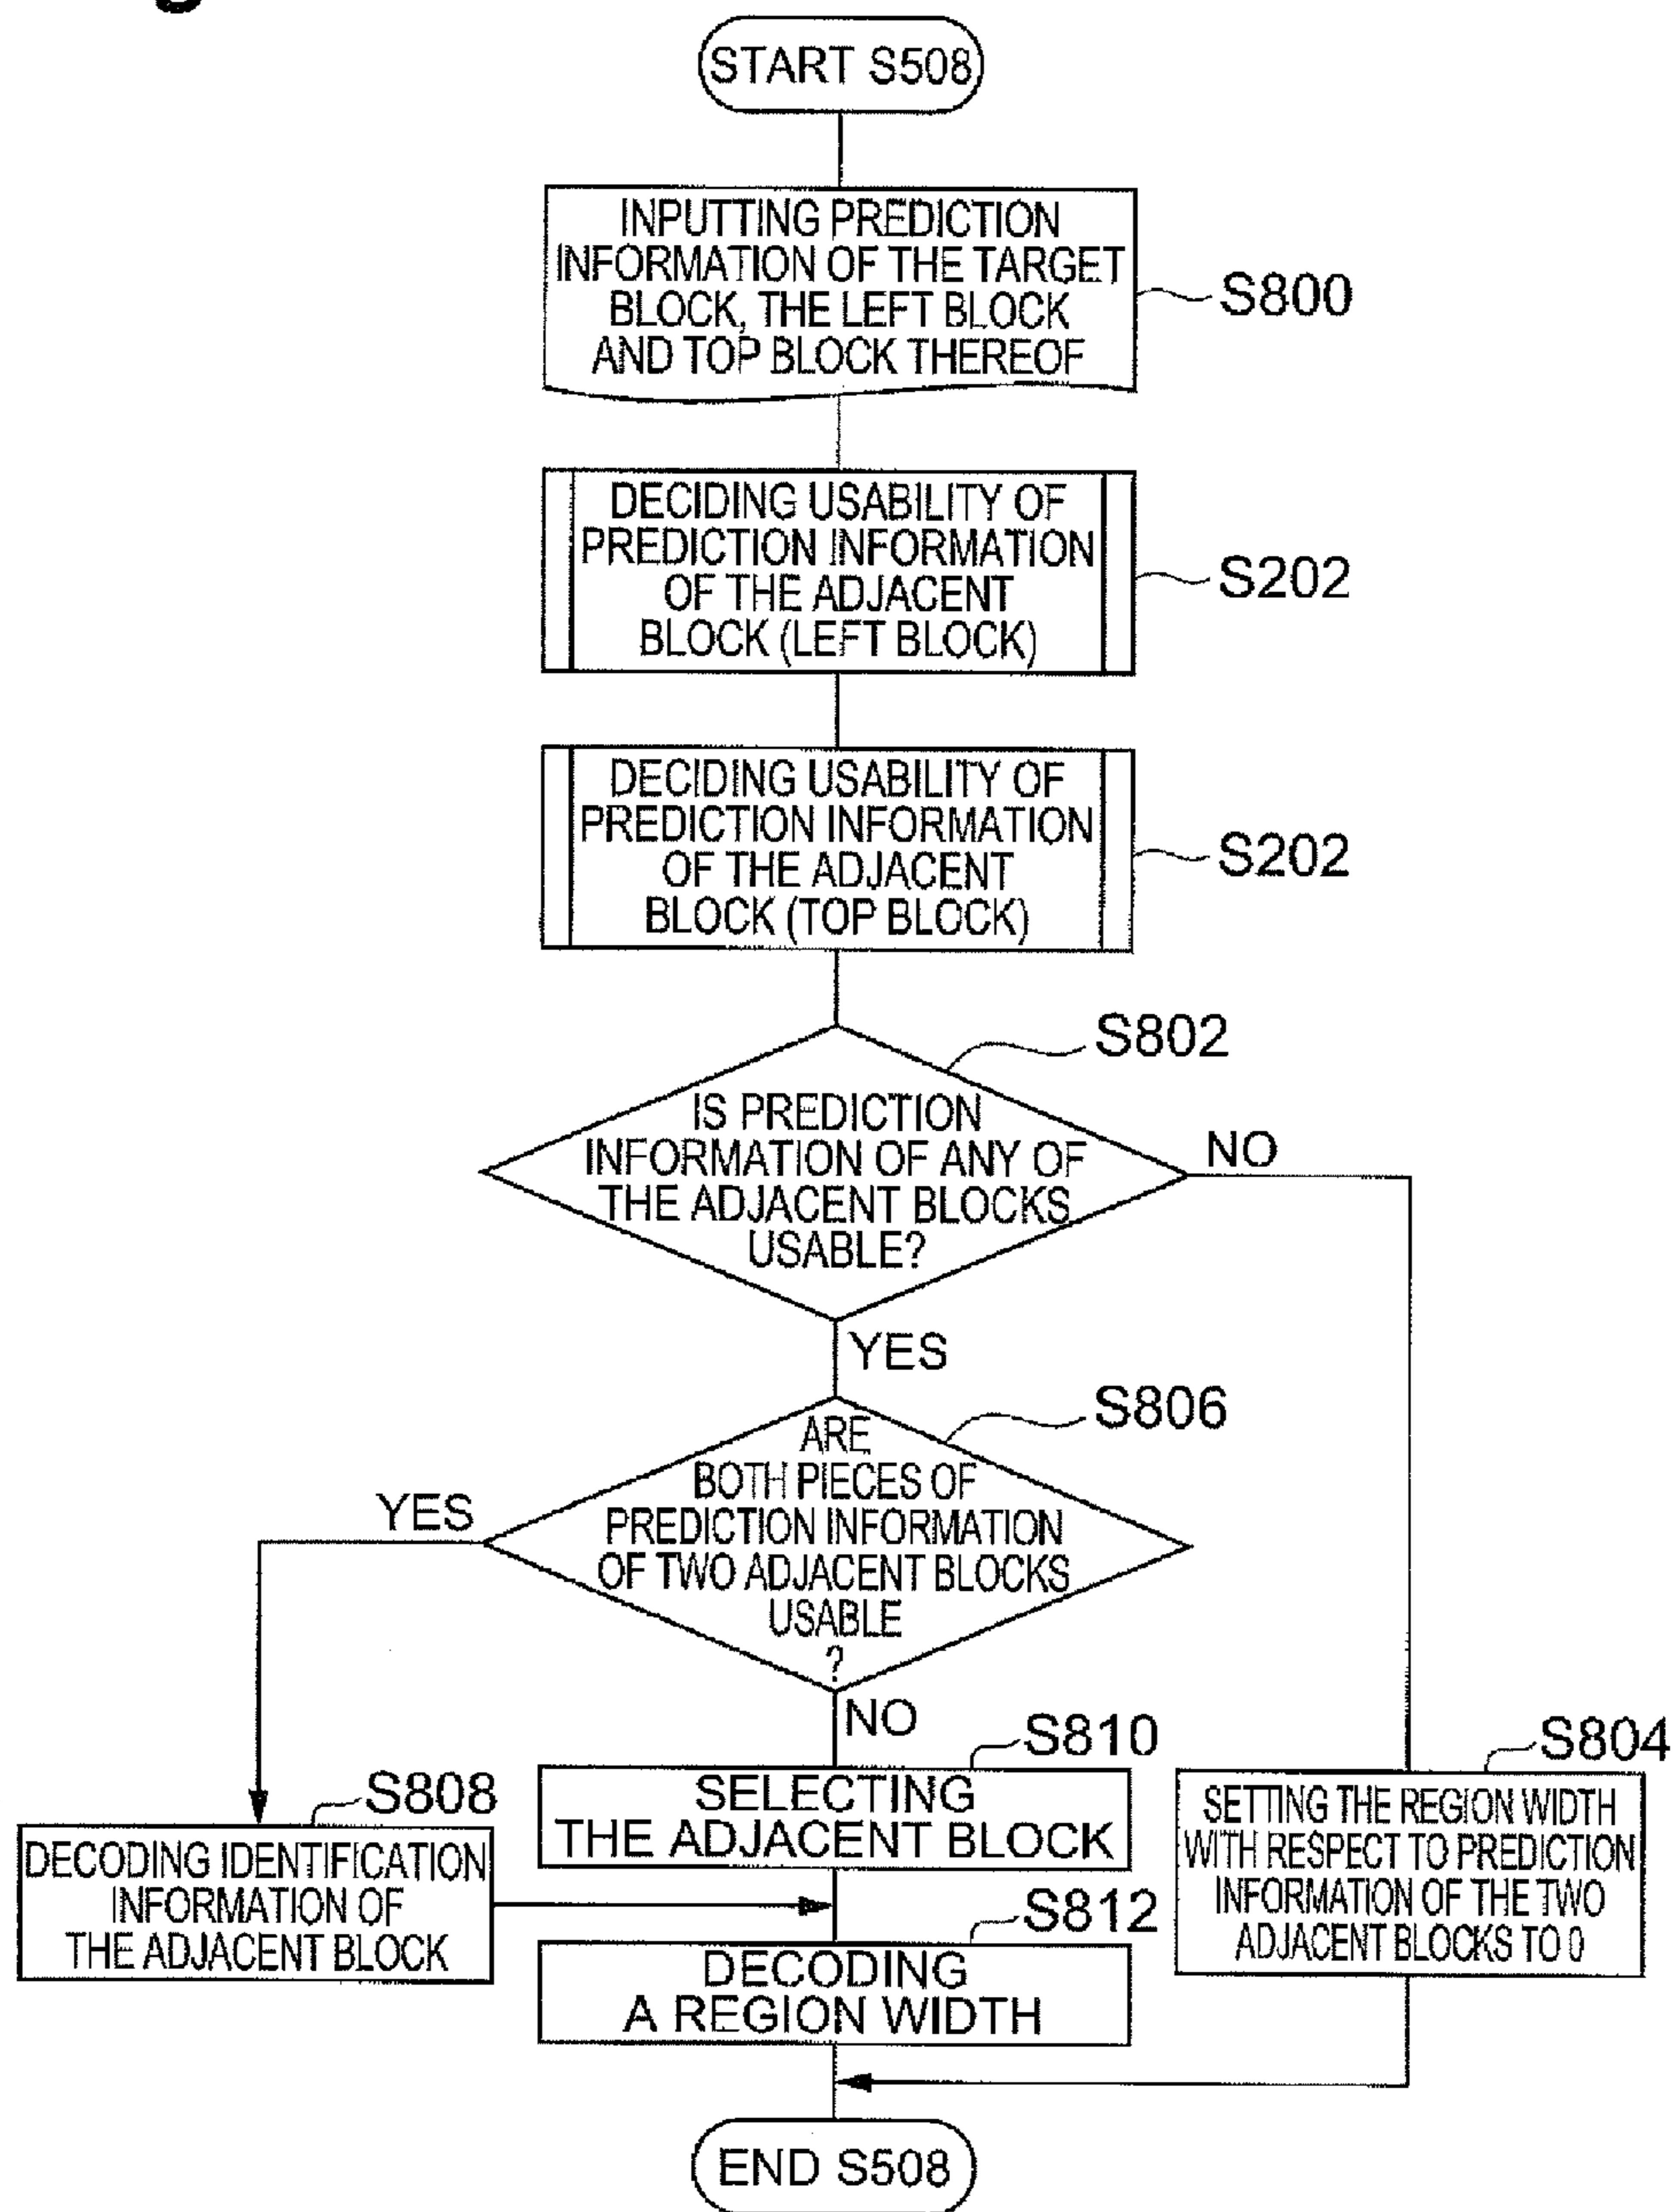 START S508
INPUTTING PREDICTION
INFORMATION OF THE TARGET
BLOCK, THE LEFT BLOCK
AND TOP BLOCK THEREOF
S800
DECIDING USABILITY OF
PREDICTION INFORMATION
OF THE ADJACENT
BLOCK (LEFT BLOCK)
S202
DECIDING USABILITY OF
PREDICTION INFORMATION
OF THE ADJACENT
BLOCK (TOP BLOCK)
S202
S802
IS PREDICTION
INFORMATION OF ANY OF
THE ADJACENT BLOCKS
USABLE?
NO
YES
S806
ARE
BOTH PIECES OF
PREDICTION INFORMATION
OF TWO ADJACENT BLOCKS
USABLE
?
YES
NO
S810
SELECTING
THE ADJACENT BLOCK
S804
SETTING THE REGION WIDTH
WITH RESPECT TO PREDICTION
INFORMATION OF THE TWO
ADJACENT BLOCKS TO 0
S808
DECODING IDENTIFICATION
INFORMATION OF
THE ADJACENT BLOCK
S812
DECODING
A REGION WIDTH
END S508